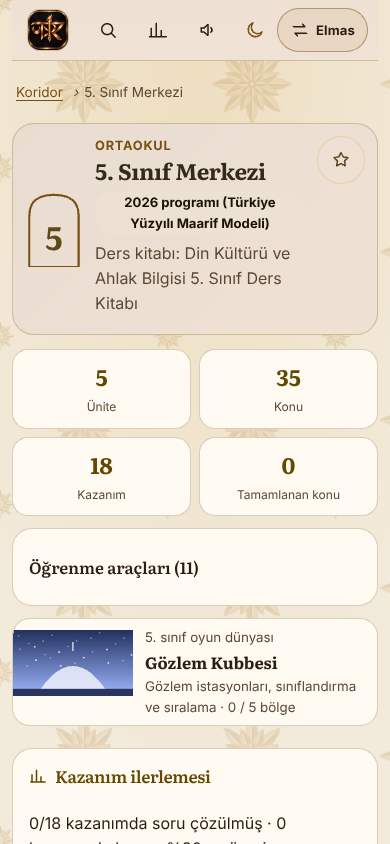 Elmas
Koridor › 5. Sınıf Merkezi
ORTAOKUL
5. Sınıf Merkezi
2026 programı (Türkiye
Yüzyılı Maarif Modeli)
5
Ders kitabı: Din Kültürü ve
Ahlak Bilgisi 5. Sınıf Ders
Kitabı
5
Ünite
35
Konu
18
Kazanım
0
Tamamlanan konu
Öğrenme araçları (11)
5. sınıf oyun dünyası
Gözlem Kubbesi
Gözlem istasyonları, sınıflandırma
ve sıralama · 0 / 5 bölge
Kazanım ilerlemesi
0/18 kazanımda soru çözülmüş · 0